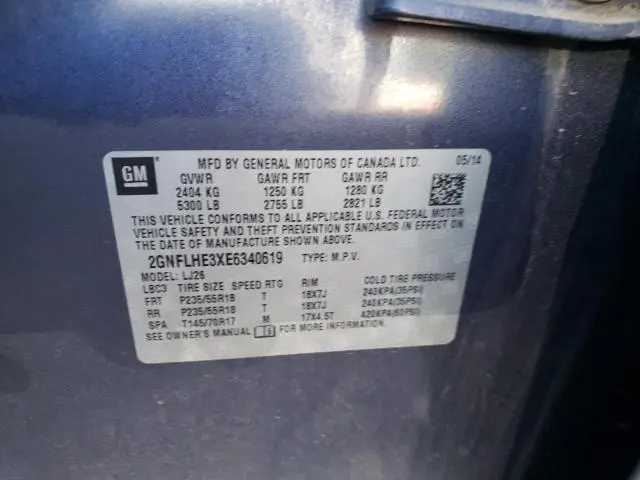 GM
MFD BY GENERAL MOTORS OF CANADA LTD. 05/14
GVWR GAWR FRT GAWR RR
2404 KG 1250 KG 1280 KG
5300 LB 2755 LB 2821 LB
THIS VEHICLE CONFORMS TO ALL APPLICABLE U.S. FEDERAL MOTOR
VEHICLE SAFETY AND THEFT PREVENTION STANDARDS IN EFFECT ON
THE DATE OF MANUFACTURE SHOWN ABOVE.
2GNFLHE3XE6340619 TYPE: M.P.V.
MODEL: LJ26
LBC3 TIRE SIZE SPEED RTG RIM COLD TIRE PRESSURE
FRT P235/55R18 T 18X7J 240KPA(35PSI)
RR P235/55R18 T 18X7J 240KPA(35PSI)
SPA T145/70R17 M 17X4.5T 420KPA(60PSI)
SEE OWNER'S MANUAL FOR MORE INFORMATION.